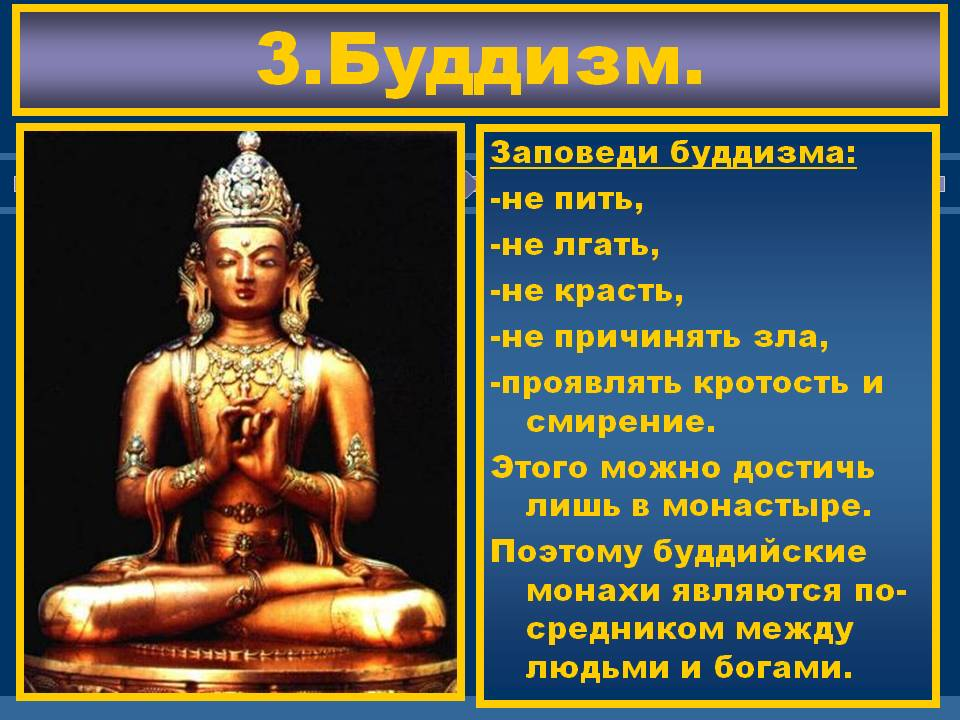 3.Буддизм.
Заповеди буддизма:
-не пить,
-не лгать,
-не красть,
-не причинять зла,
-проявлять кротость и
смирение.
Этого можно достичь
лишь в монастыре.
Поэтому буддийские
монахи являются по-
средником между
людьми и богами.